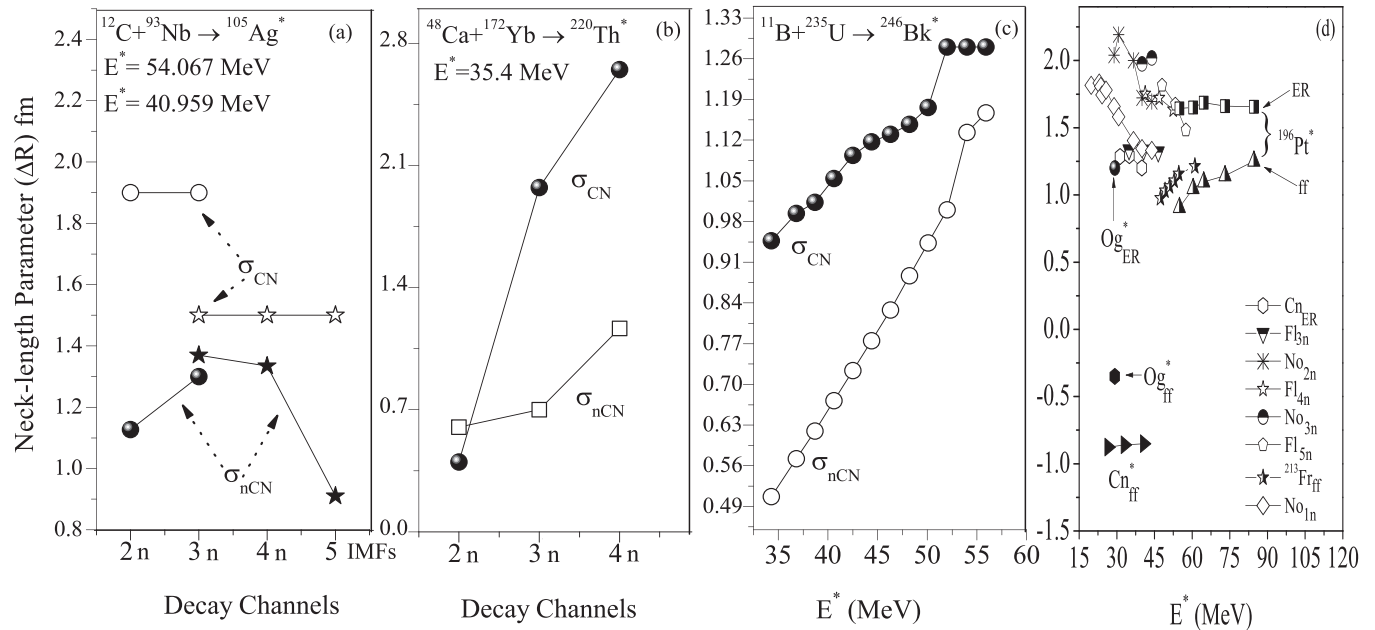 Neck-length Parameter (ΔR) fm
¹²C+⁹³Nb → ¹⁰⁵Ag* (a)
E* = 54.067 MeV
E* = 40.959 MeV
2.4
2.2
2.0
1.9
1.8
1.6
1.4
1.2
1.0
0.8
σCN
σnCN
2 n 3 n 4 n 5 IMFs
Decay Channels
⁴⁸Ca+¹⁷²Yb → ²²⁰Th* (b)
E* =35.4 MeV
2.8
2.1
1.4
0.7
0.0
σCN
σnCN
2 n 3 n 4 n
Decay Channels
¹¹B+²³⁵U → ²⁴⁶Bk* (c)
1.33
1.26
1.19
1.12
1.05
0.98
0.91
0.84
0.77
0.70
0.63
0.56
0.49
σCN
σnCN
35 40 45 50 55 60
E* (MeV)
(d)
2.0
1.5
1.0
0.5
0.0
-0.5
-1.0
-1.5
ER
¹⁹⁶Pt*
ff
Og*ER
Og*ff
Cn*ff
CnER
Fl3n
No2n
Fl4n
No3n
Fl5n
²¹³Frff
No1n
15 30 45 60 75 90 105 120
E* (MeV)